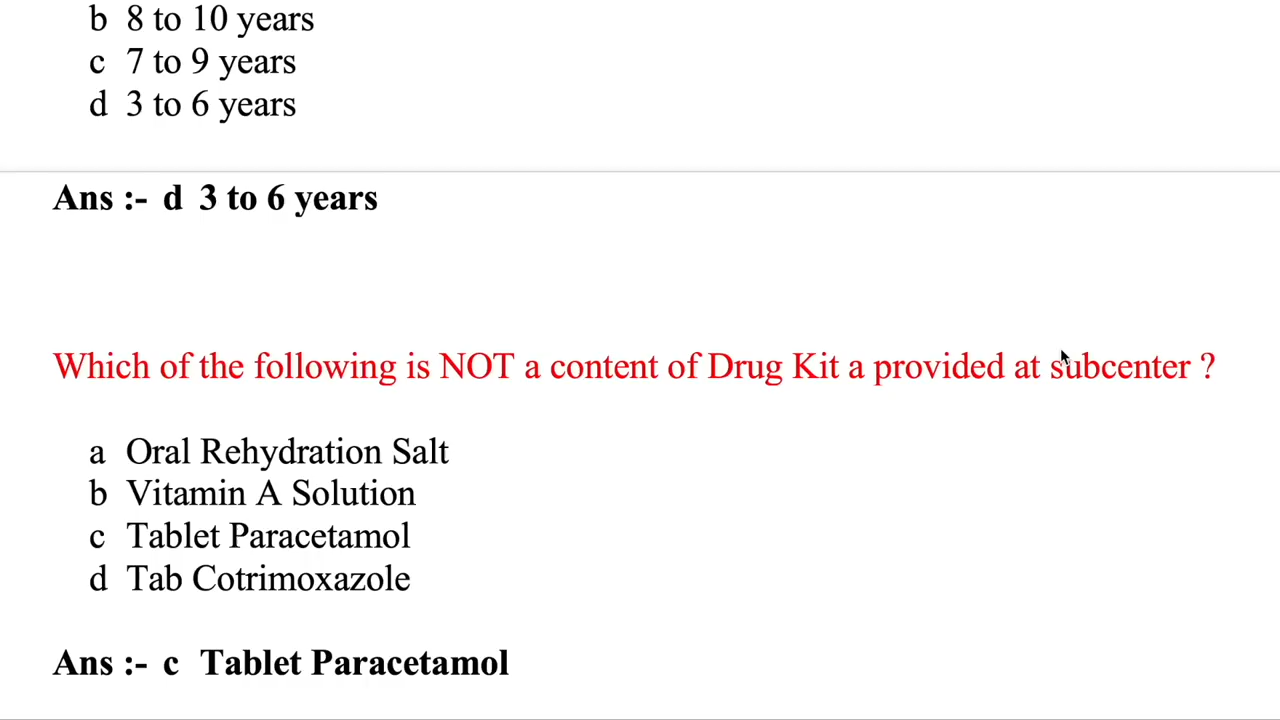 b 8 to 10 years
c 7 to 9 years
d 3 to 6 years
Ans :- d 3 to 6 years
Which of the following is NOT a content of Drug Kit a provided at subcenter ?
a Oral Rehydration Salt
b Vitamin A Solution
c Tablet Paracetamol
d Tab Cotrimoxazole
Ans :- c Tablet Paracetamol